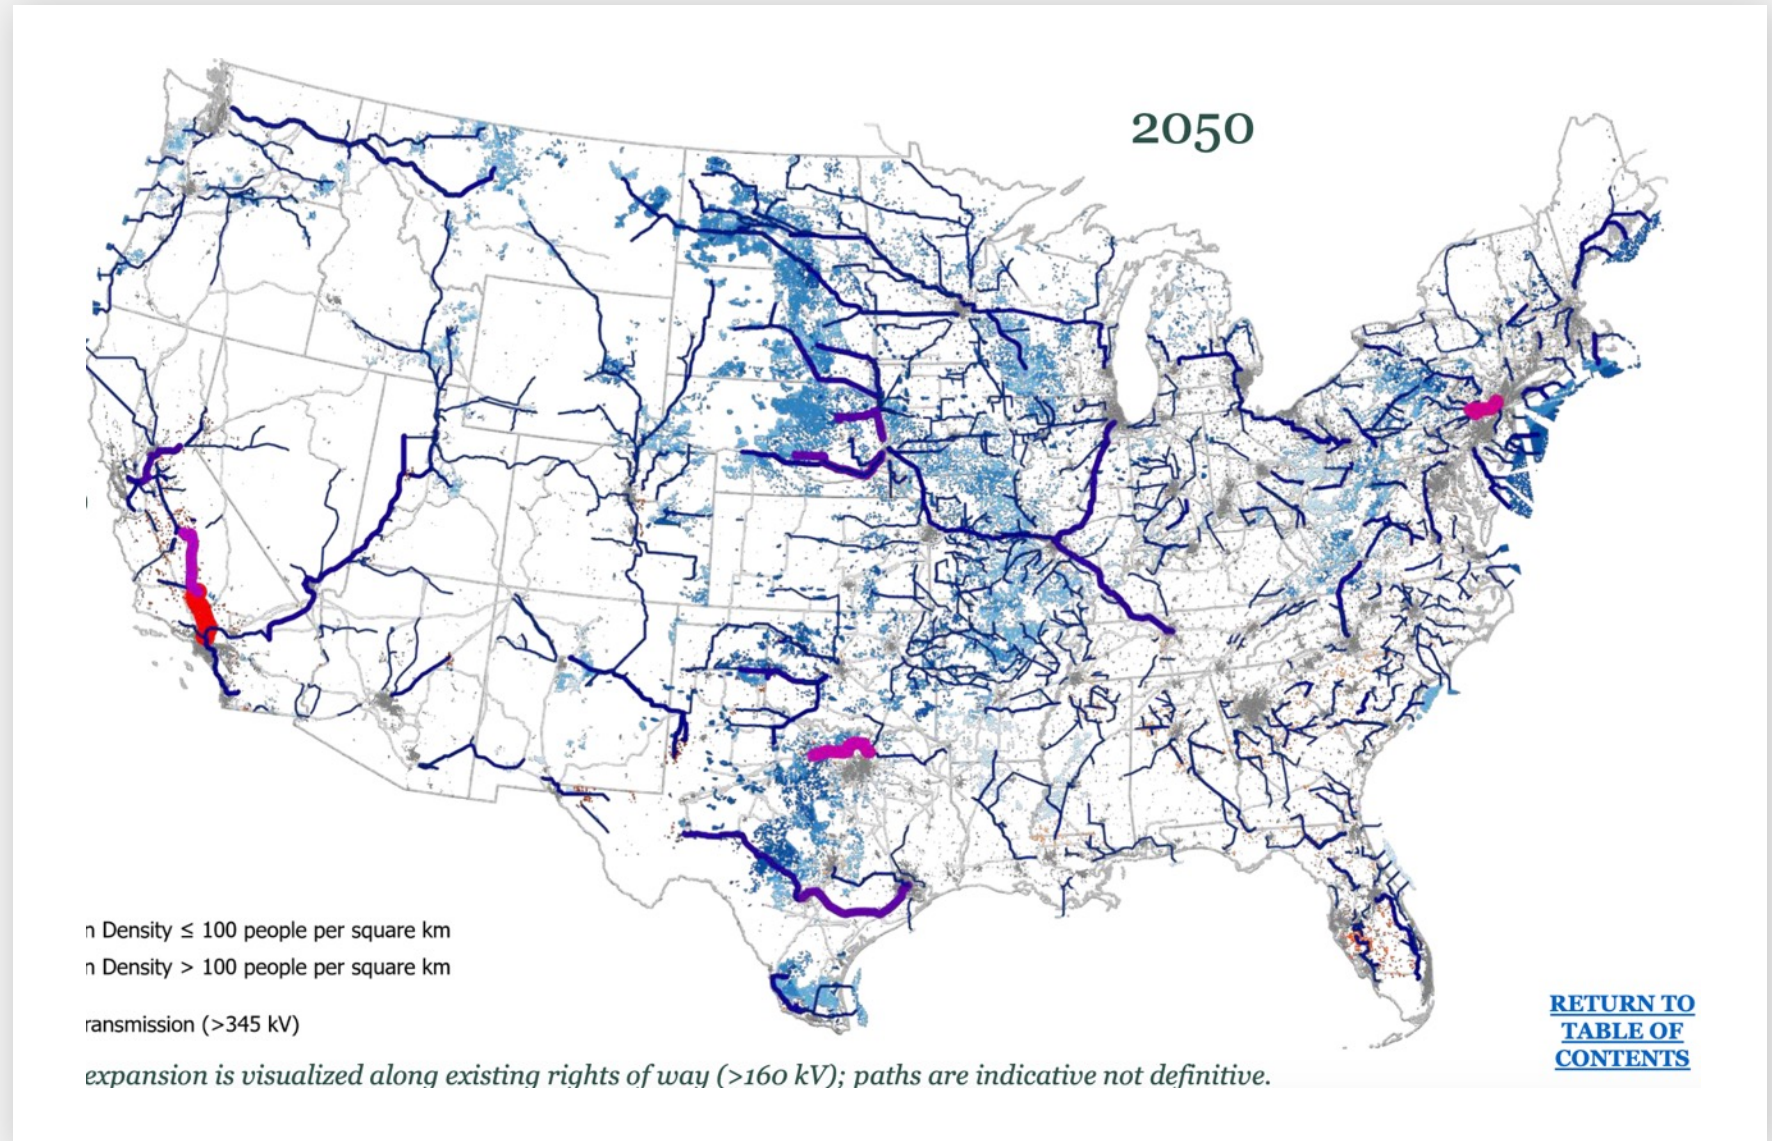 2050
n Density ≤ 100 people per square km
n Density > 100 people per square km
ransmission (>345 kV)
expansion is visualized along existing rights of way (>160 kV); paths are indicative not definitive.
RETURN TO
TABLE OF
CONTENTS